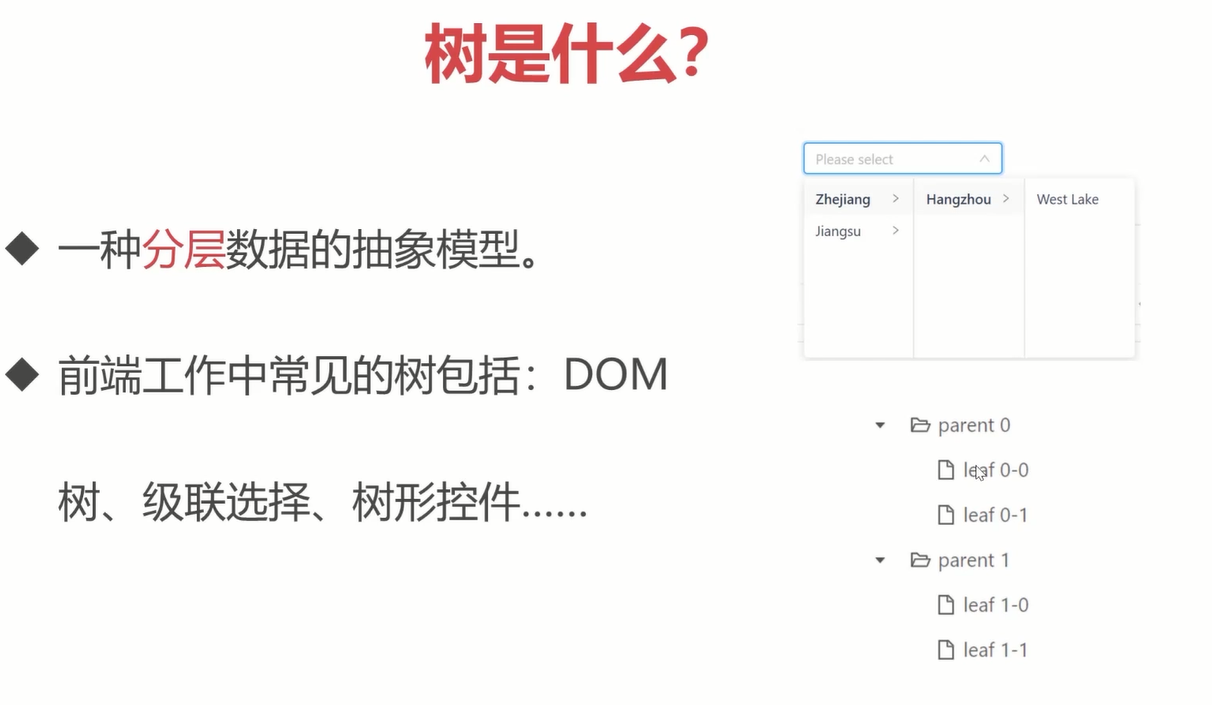 树是什么？
一种分层数据的抽象模型。
前端工作中常见的树包括：DOM
树、级联选择、树形控件……
Please select
Zhejiang
Hangzhou
West Lake
Jiangsu
parent 0
leaf 0-0
leaf 0-1
parent 1
leaf 1-0
leaf 1-1